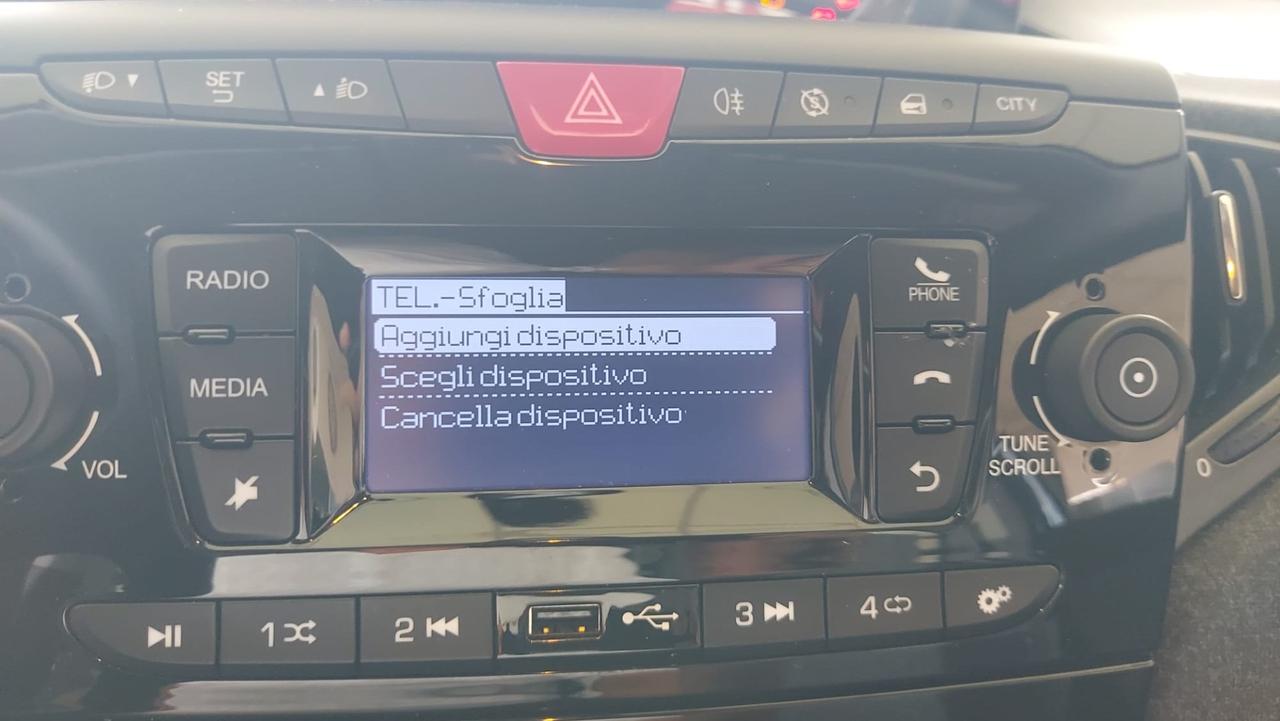 SET
CITY
RADIO
MEDIA
VOL
TEL.-Sfoglia
Aggiungi dispositivo
Scegli dispositivo
Cancella dispositivo
PHONE
TUNE
SCROLL
0
1
2
3
4